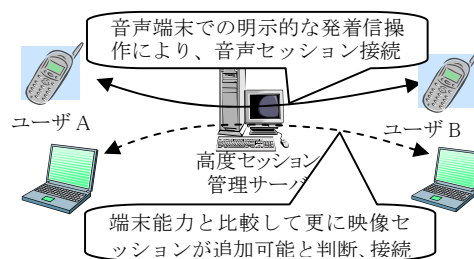 音声端末での明示的な発着信操
作により、音声セッション接続
ユーザ A
ユーザ B
高度セッション
管理サーバ
端末能力と比較して更に映像セ
ッションが追加可能と判断、接続